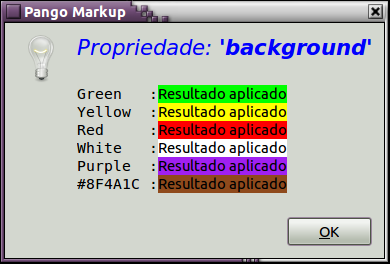 Pango Markup
Propriedade: 'background'
Green :Resultado aplicado
Yellow :Resultado aplicado
Red :Resultado aplicado
White :Resultado aplicado
Purple :Resultado aplicado
#8F4A1C :Resultado aplicado
OK